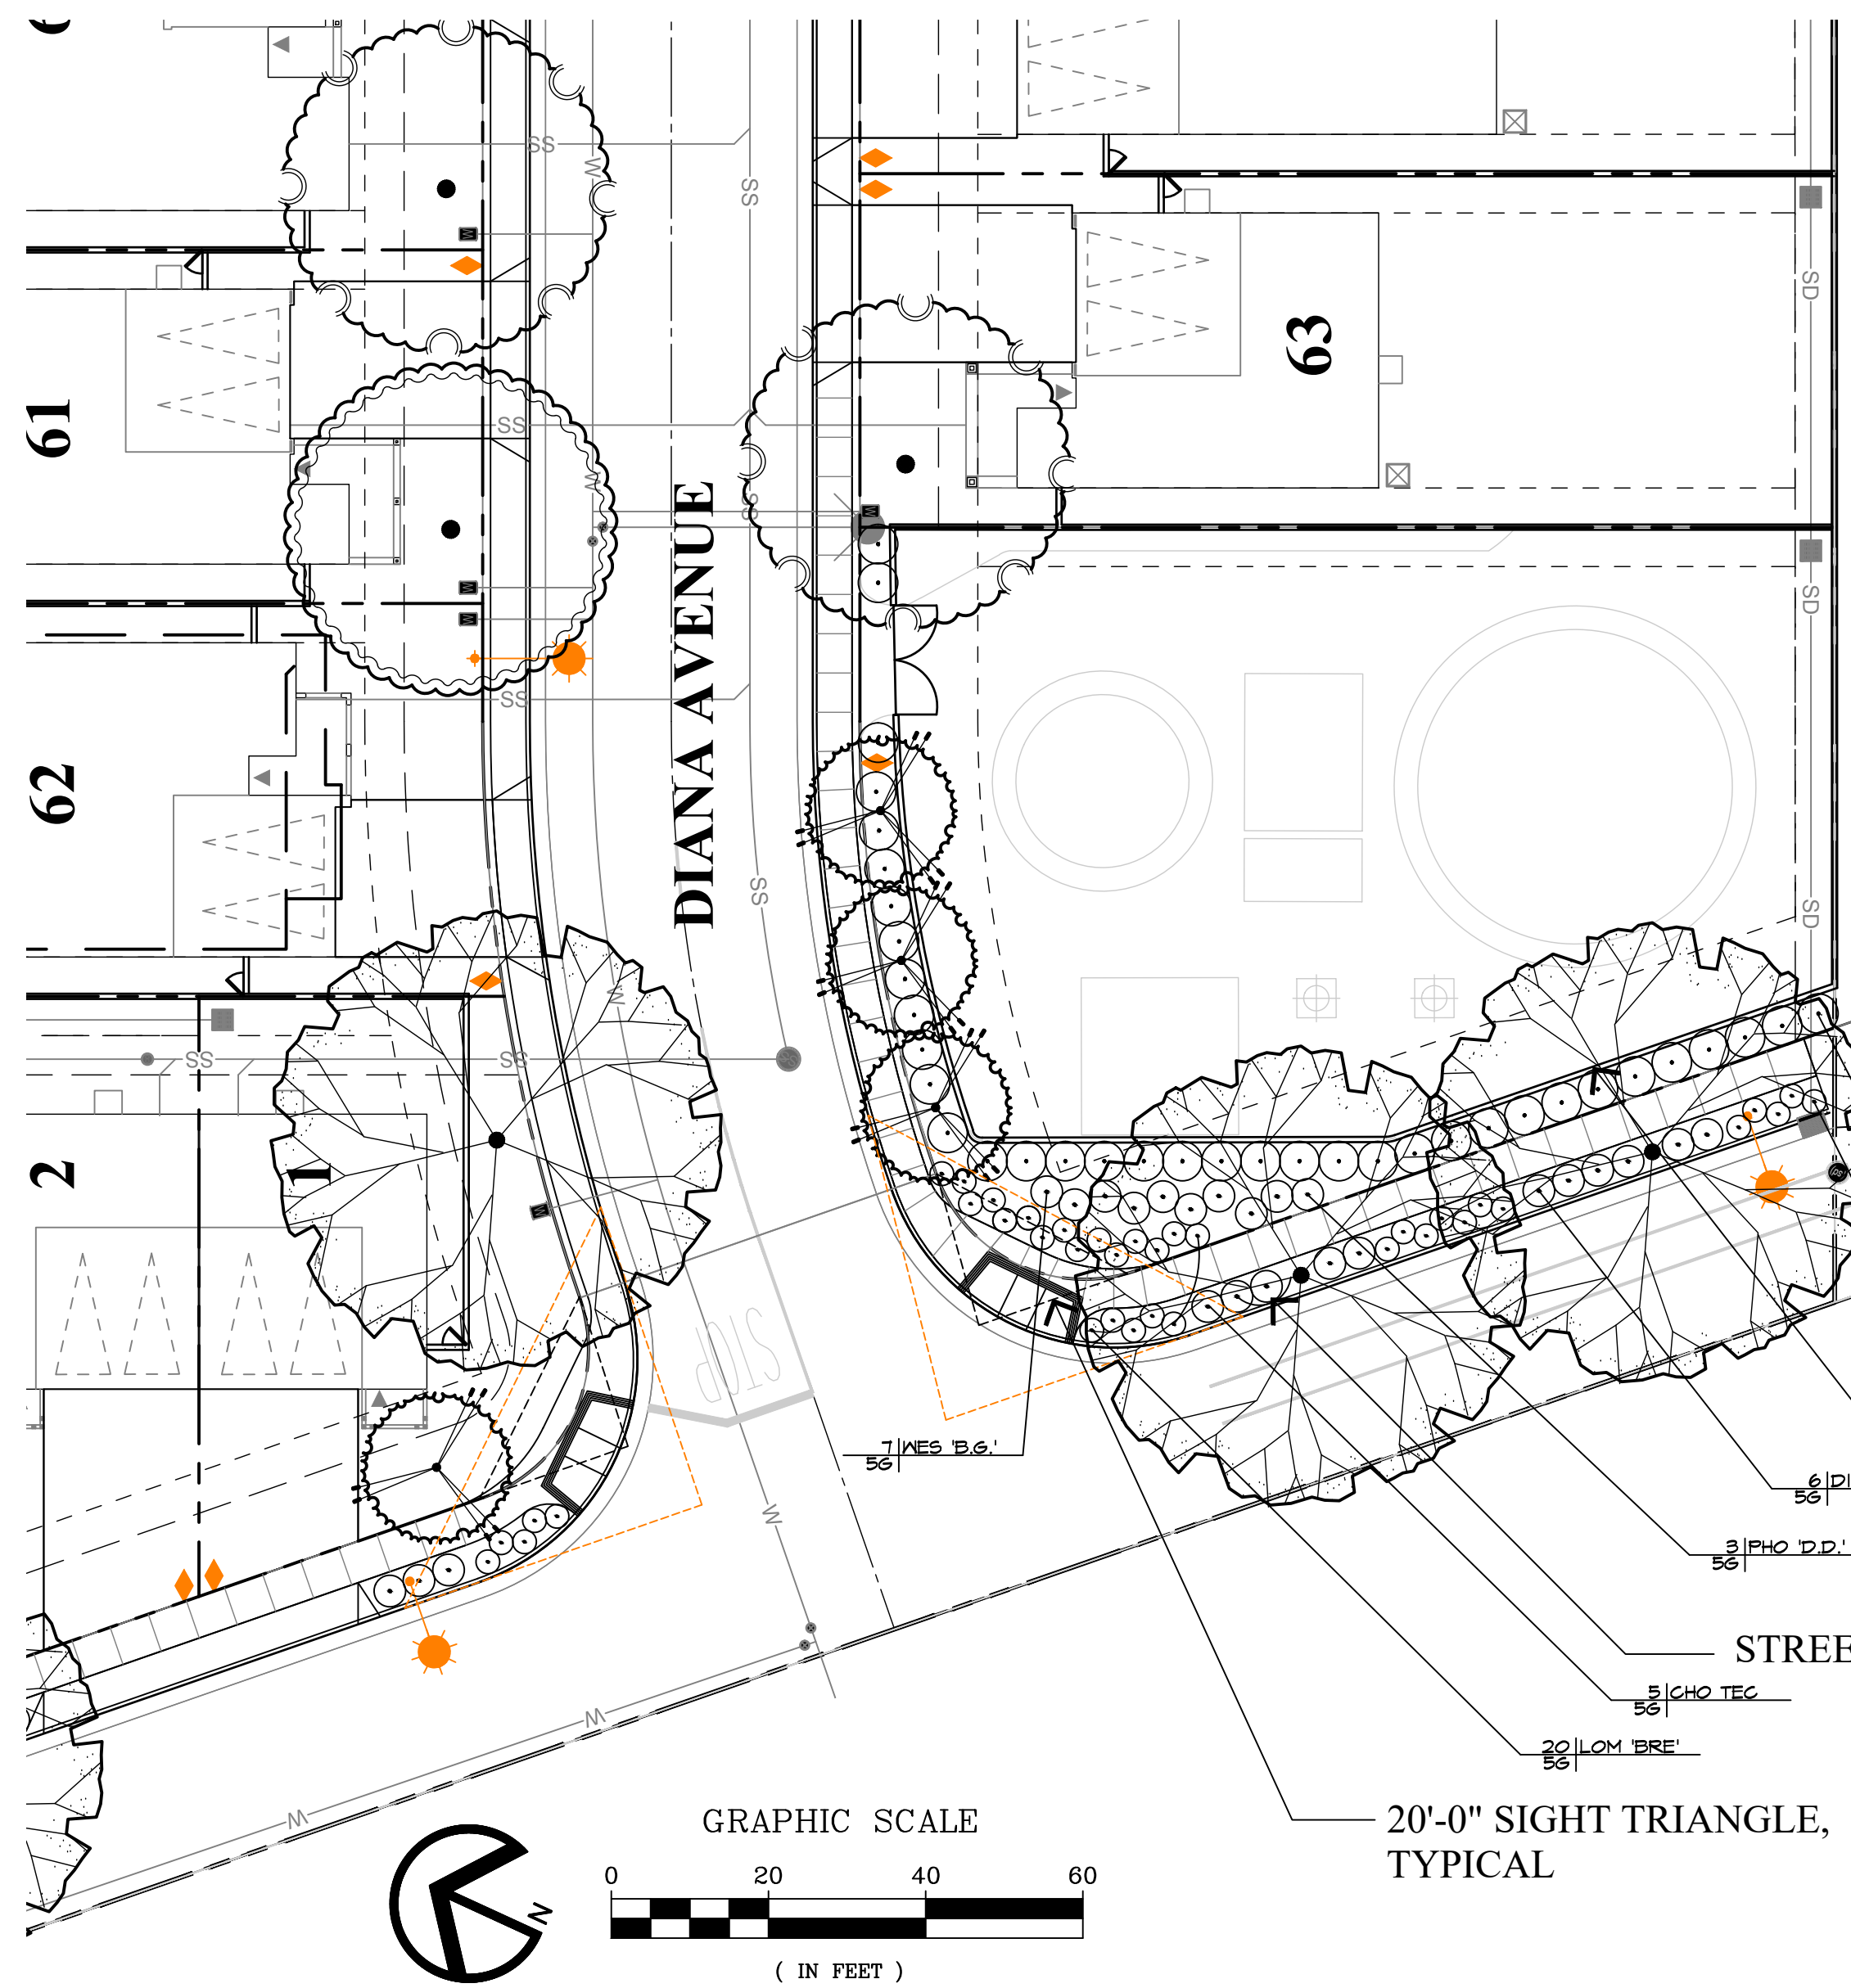 SS
W
SS
61
63
SD
SS
W
SS
DIANA AVENUE
SD
SS
62
SS
SD
W
SS
SS
2
1
STOP
7 WES 'B.G.'
5G
W
6
5G
3 PHO 'D.D.'
5G
5 CHO TEC
5G
20 LOM 'BRE'
5G
W
W
GRAPHIC SCALE
0 20 40 60
( IN FEET )
N
20'-0" SIGHT TRIANGLE,
TYPICAL